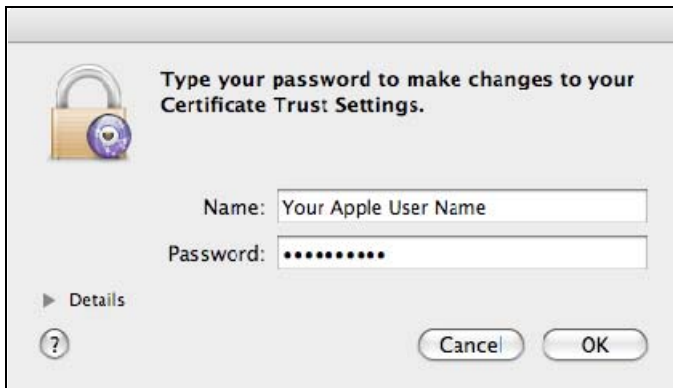 Type your password to make changes to your
Certificate Trust Settings.
Name: Your Apple User Name
Password: ••••••••••
Details
?
Cancel
OK